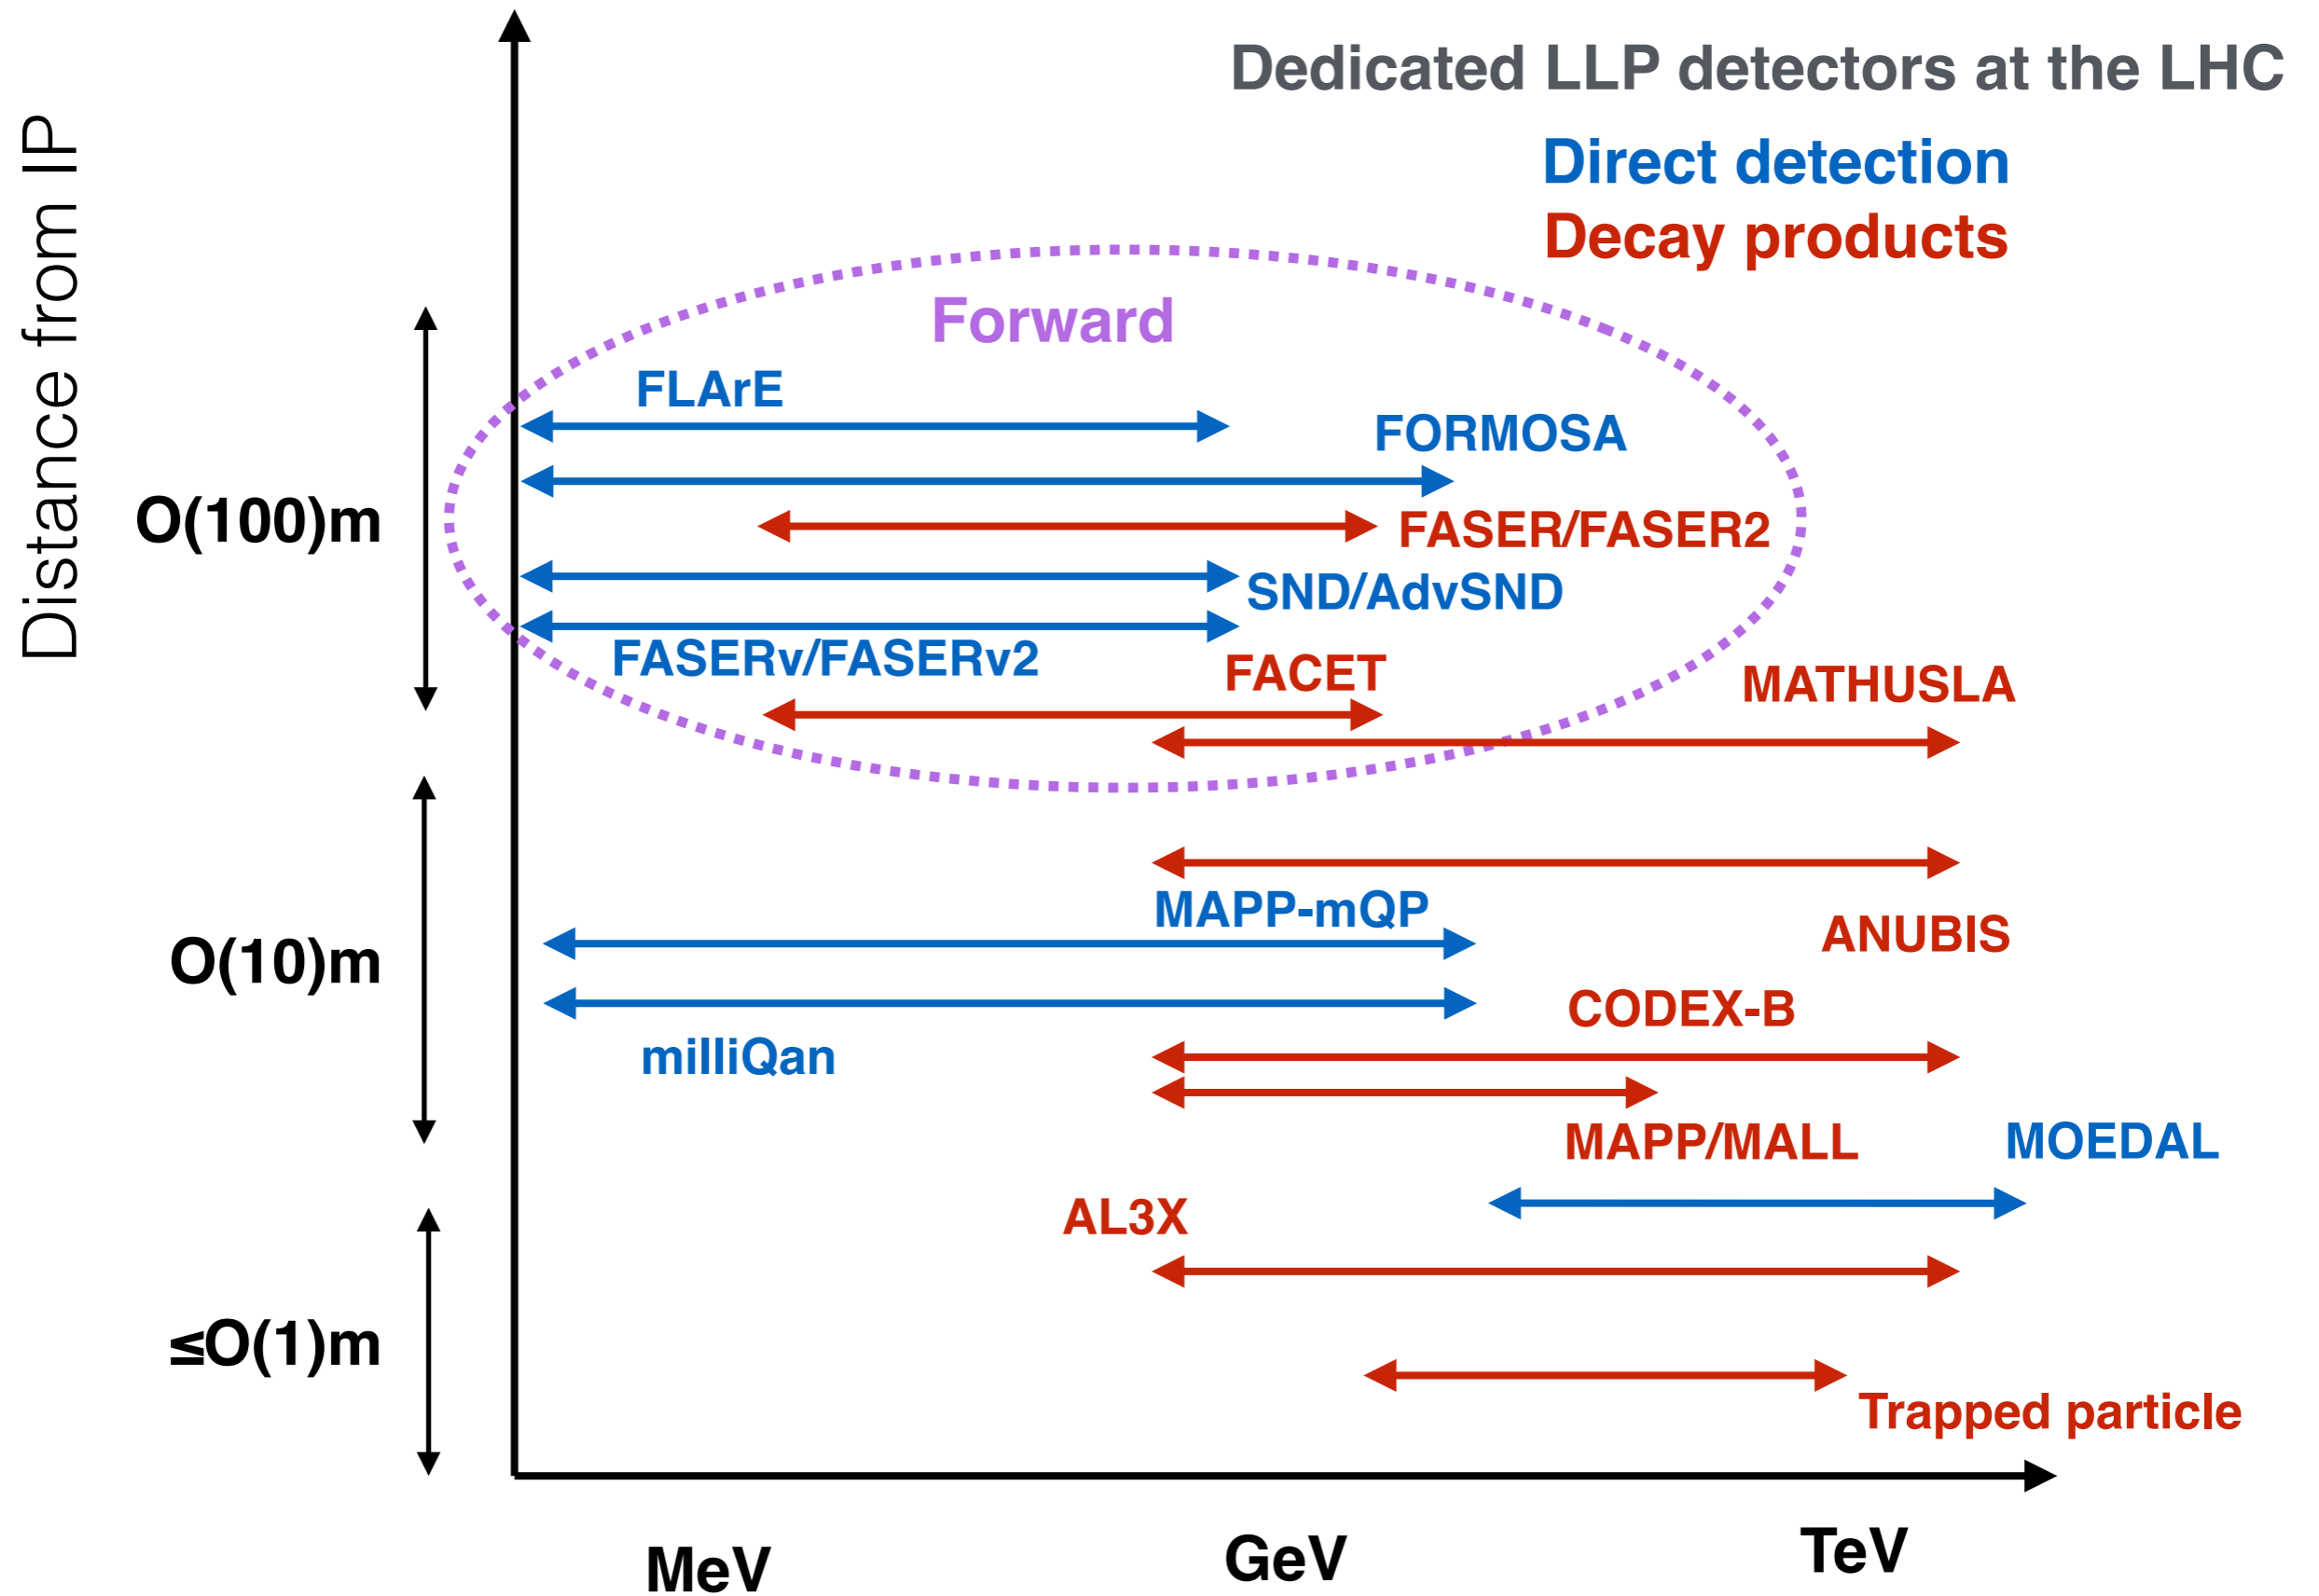 Dedicated LLP detectors at the LHC
Direct detection
Decay products
Distance from IP
Forward
FLArE
FORMOSA
O(100)m
FASER/FASER2
SND/AdvSND
FASERv/FASERv2
FACET
MATHUSLA
MAPP-mQP
ANUBIS
O(10)m
CODEX-B
milliQan
MAPP/MALL
MOEDAL
AL3X
≤O(1)m
Trapped particle
MeV
GeV
TeV